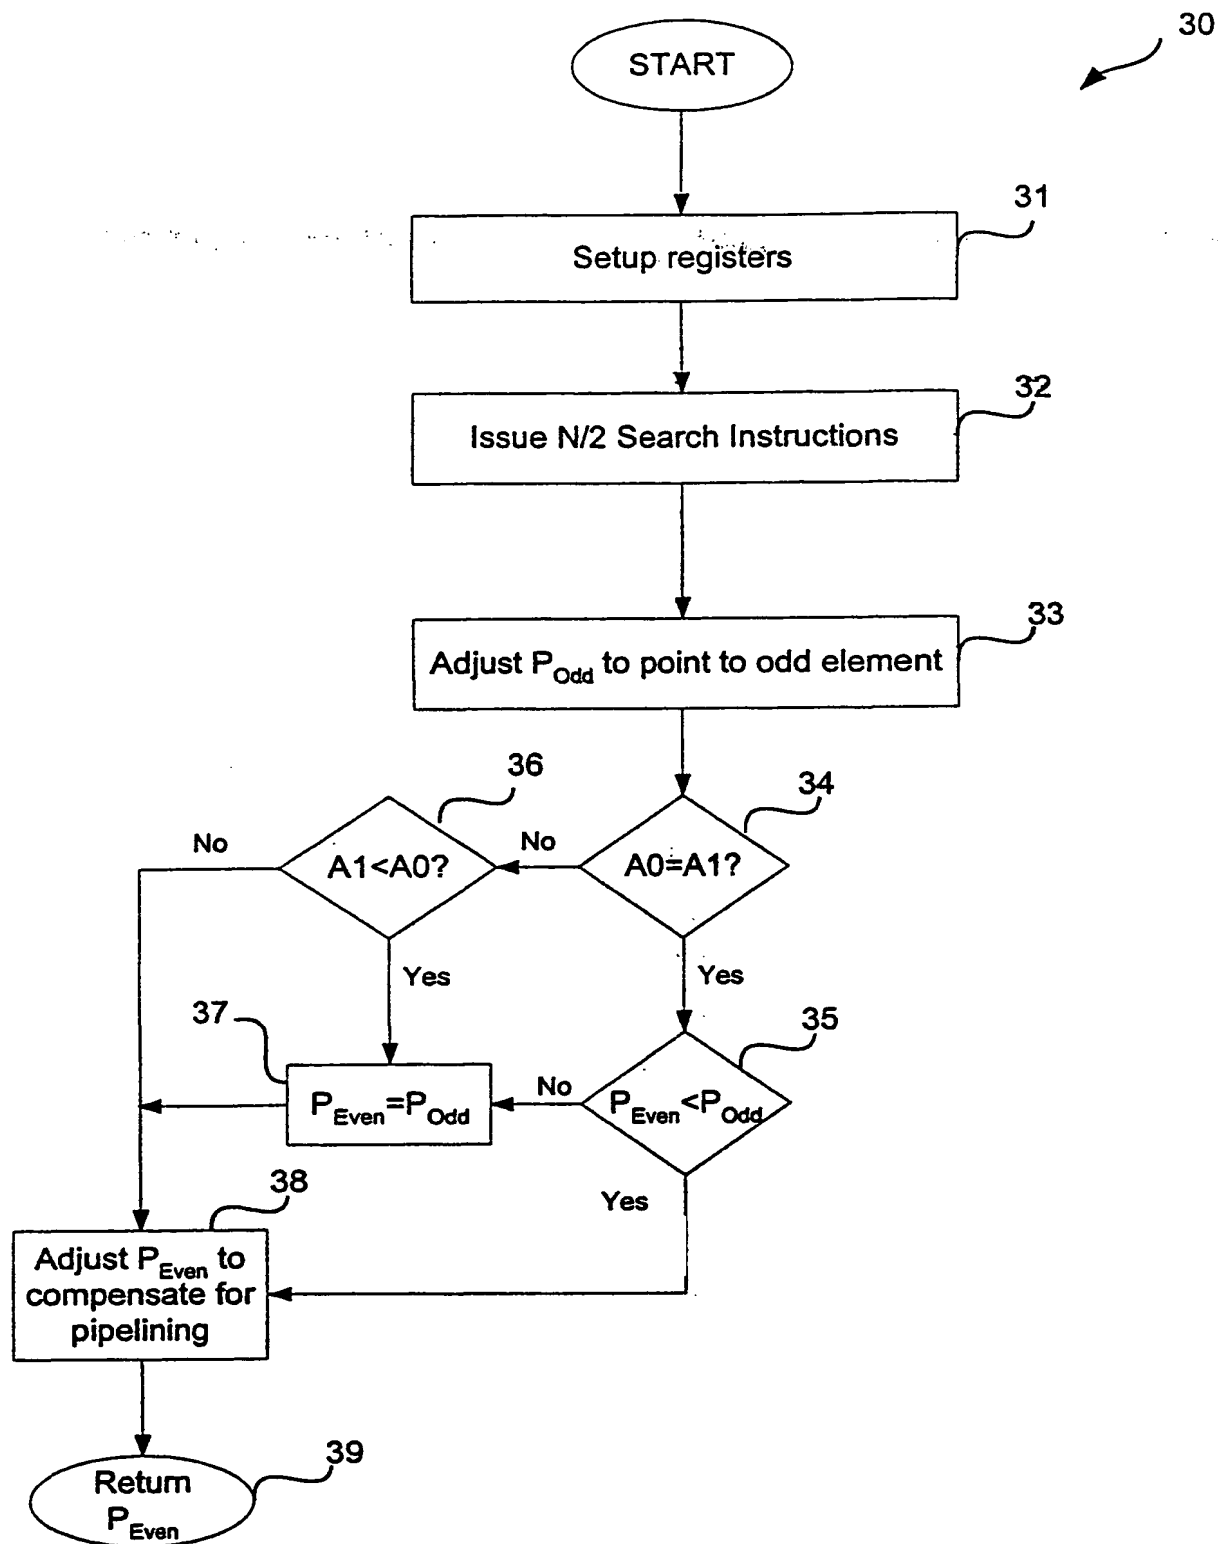 30
START
31
Setup registers
32
Issue N/2 Search Instructions
33
Adjust P_Odd to point to odd element
36
34
No
A1<A0?
No
A0=A1?
Yes
Yes
37
35
P_Even=P_Odd
No
P_Even<P_Odd
38
Yes
Adjust P_Even to
compensate for
pipelining
39
Return
P_Even